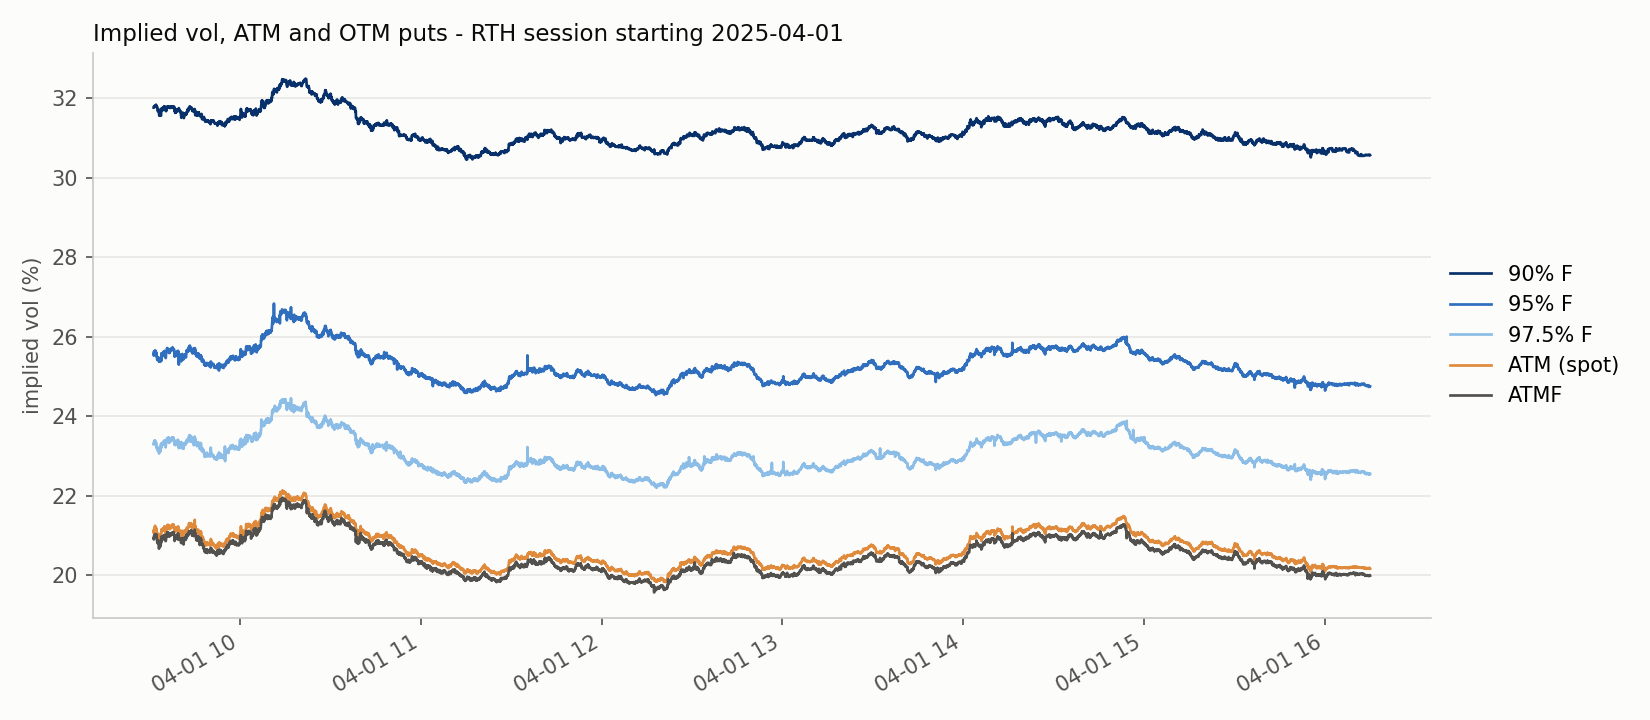 Implied vol, ATM and OTM puts - RTH session starting 2025-04-01
implied vol (%)
32
30
28
26
24
22
20
04-01 10
04-01 11
04-01 12
04-01 13
04-01 14
04-01 15
04-01 16
90% F
95% F
97.5% F
ATM (spot)
ATMF